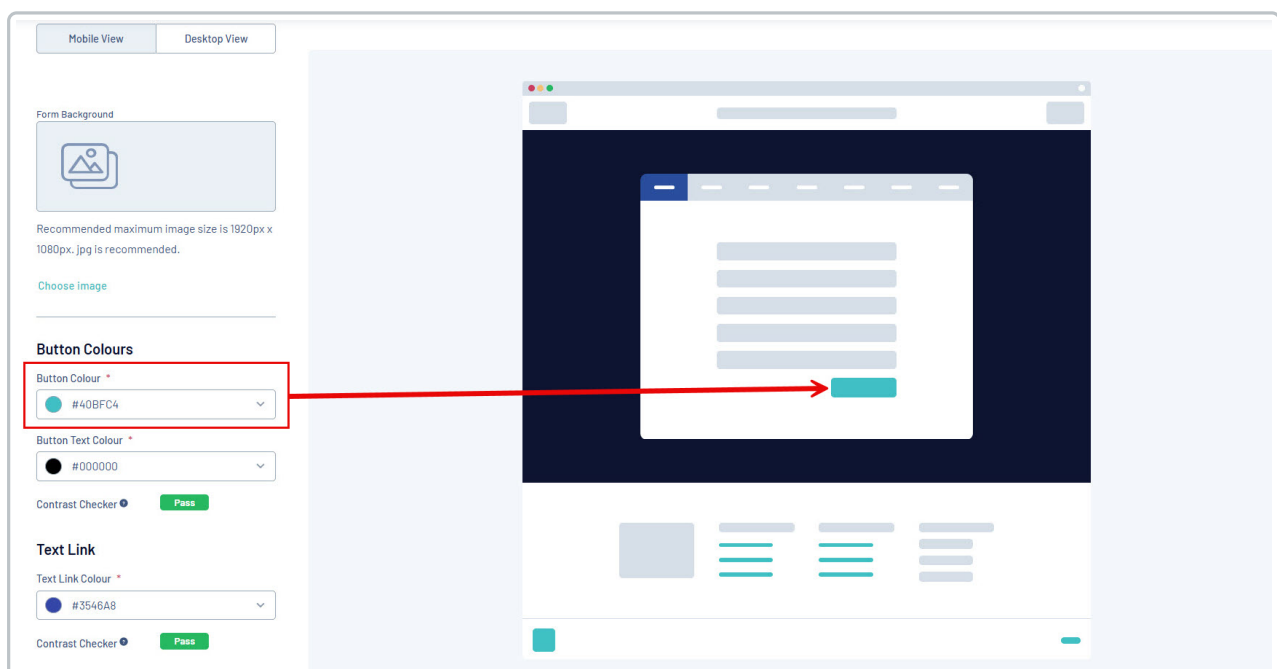 Mobile View
Desktop View
Form Background
Recommended maximum image size is 1920px x
1080px. jpg is recommended.
Choose image
Button Colours
Button Colour *
#40BFC4
Button Text Colour *
#000000
Contrast Checker ? Pass
Text Link
Text Link Colour *
#3546A8
Contrast Checker ? Pass